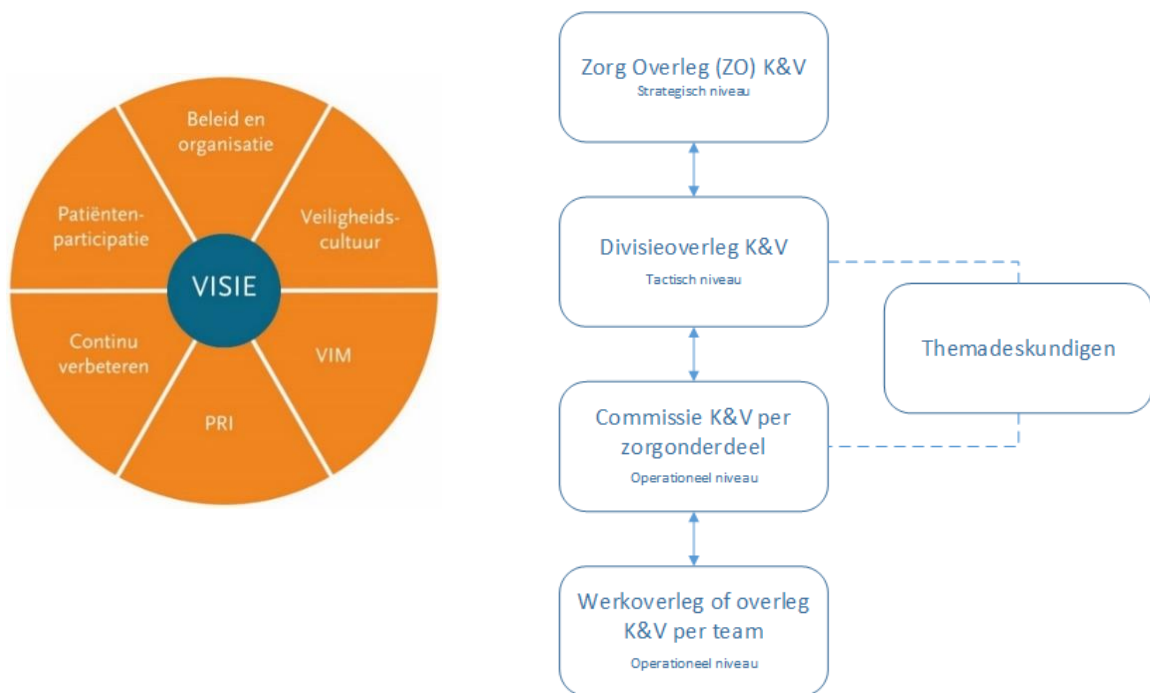 Beleid en
organisatie
Veiligheids-
cultuur
VIM
PRI
Continu
verbeteren
Patiënten-
participatie
VISIE
Zorg Overleg (ZO) K&V
Strategisch niveau
Divisieoverleg K&V
Tactisch niveau
Themadeskundigen
Commissie K&V per
zorgonderdeel
Operationeel niveau
Werkoverleg of overleg
K&V per team
Operationeel niveau